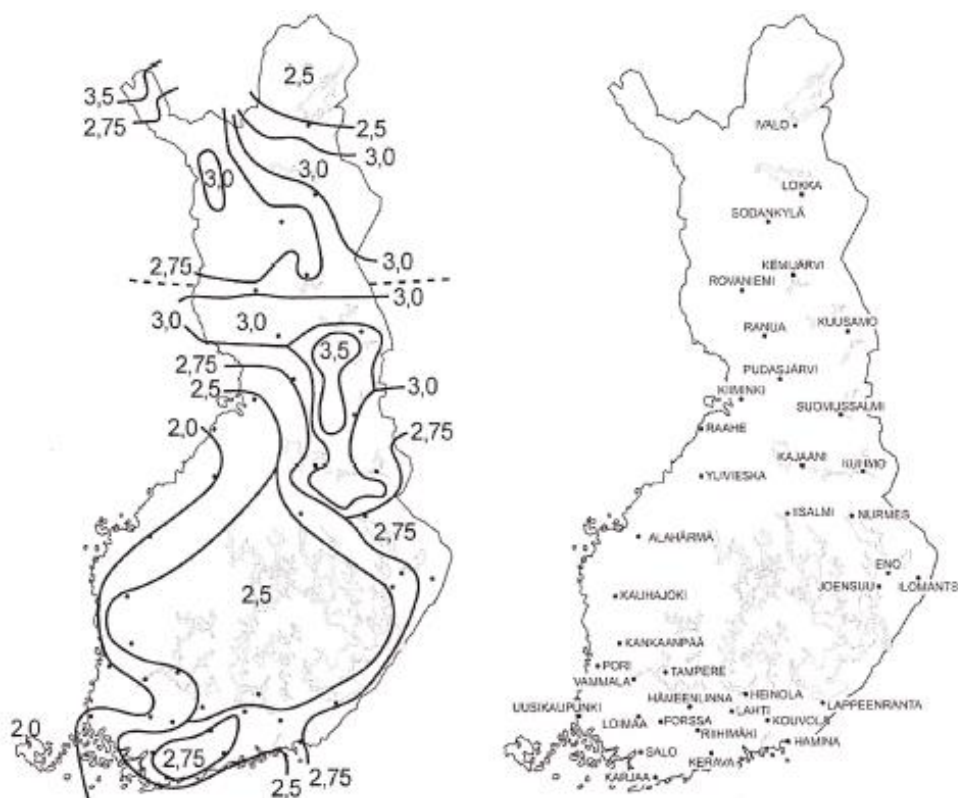 2,5
3,5
2,75
2,5
3,0
3,0
3,0
2,75
3,0
3,0
3,0
3,0
3,5
2,75
2,5
3,0
2,0
2,75
2,75
2,5
2,0
2,75
2,75
2,5
IVALO
LOKKA
SODANKYLÄ
KEMIJÄRVI
ROVANIEMI
RANUA
KUUSAMO
PUDASJÄRVI
KIIMINKI
SUOMUSSALMI
RAAHE
KAJAANI
KUHMO
YLIVIESKA
IISALMI
NURMES
ALAHÄRMÄ
ENO
JOENSUU
ILOMANTS
KAUHAJOKI
KANKAANPÄÄ
PORI
TAMPERE
VAMMALA
HEINOLA
HÄMEENLINNA
LAPPEENRANTA
UUSIKAUPUNKI
LAHTI
LOIMAA
FORSSA
KOUVOLS
RIIHIMÄKI
HAMINA
SALO
KERAVA
KARJAA